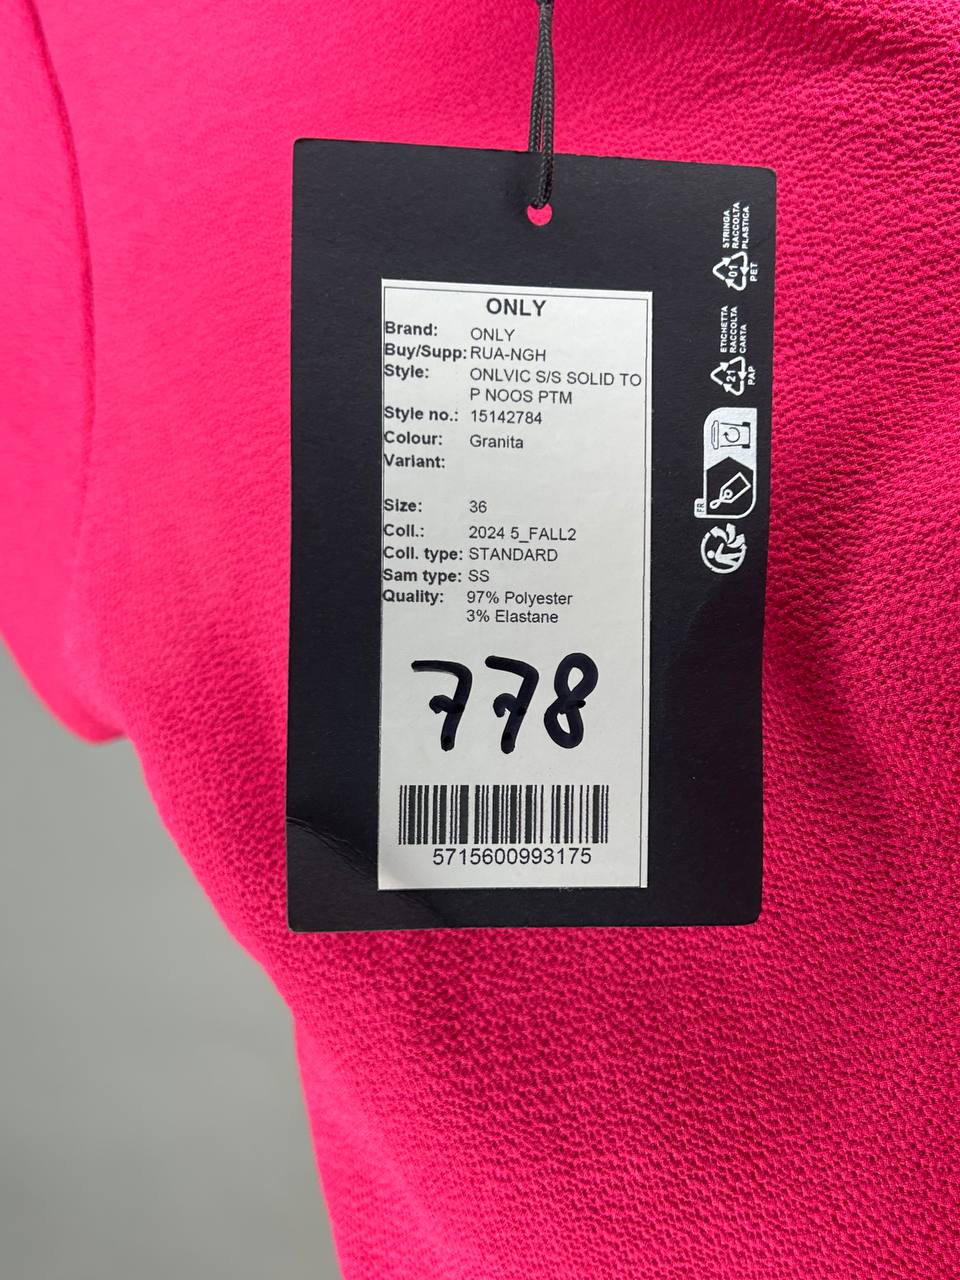 ONLY
Brand: ONLY
Buy/Supp: RUA-NGH
Style: ONLVIC S/S SOLID TO
P NOOS PTM
Style no.: 15142784
Colour: Granita
Variant:
Size: 36
Coll.: 2024 5_FALL2
Coll. type: STANDARD
Sam type: SS
Quality: 97% Polyester
3% Elastane
778
5715600993175
STRINGA
RACCOLTA
PLASTICA
01
PET
ETICHETTA
RACCOLTA
CARTA
21
PAP
FR